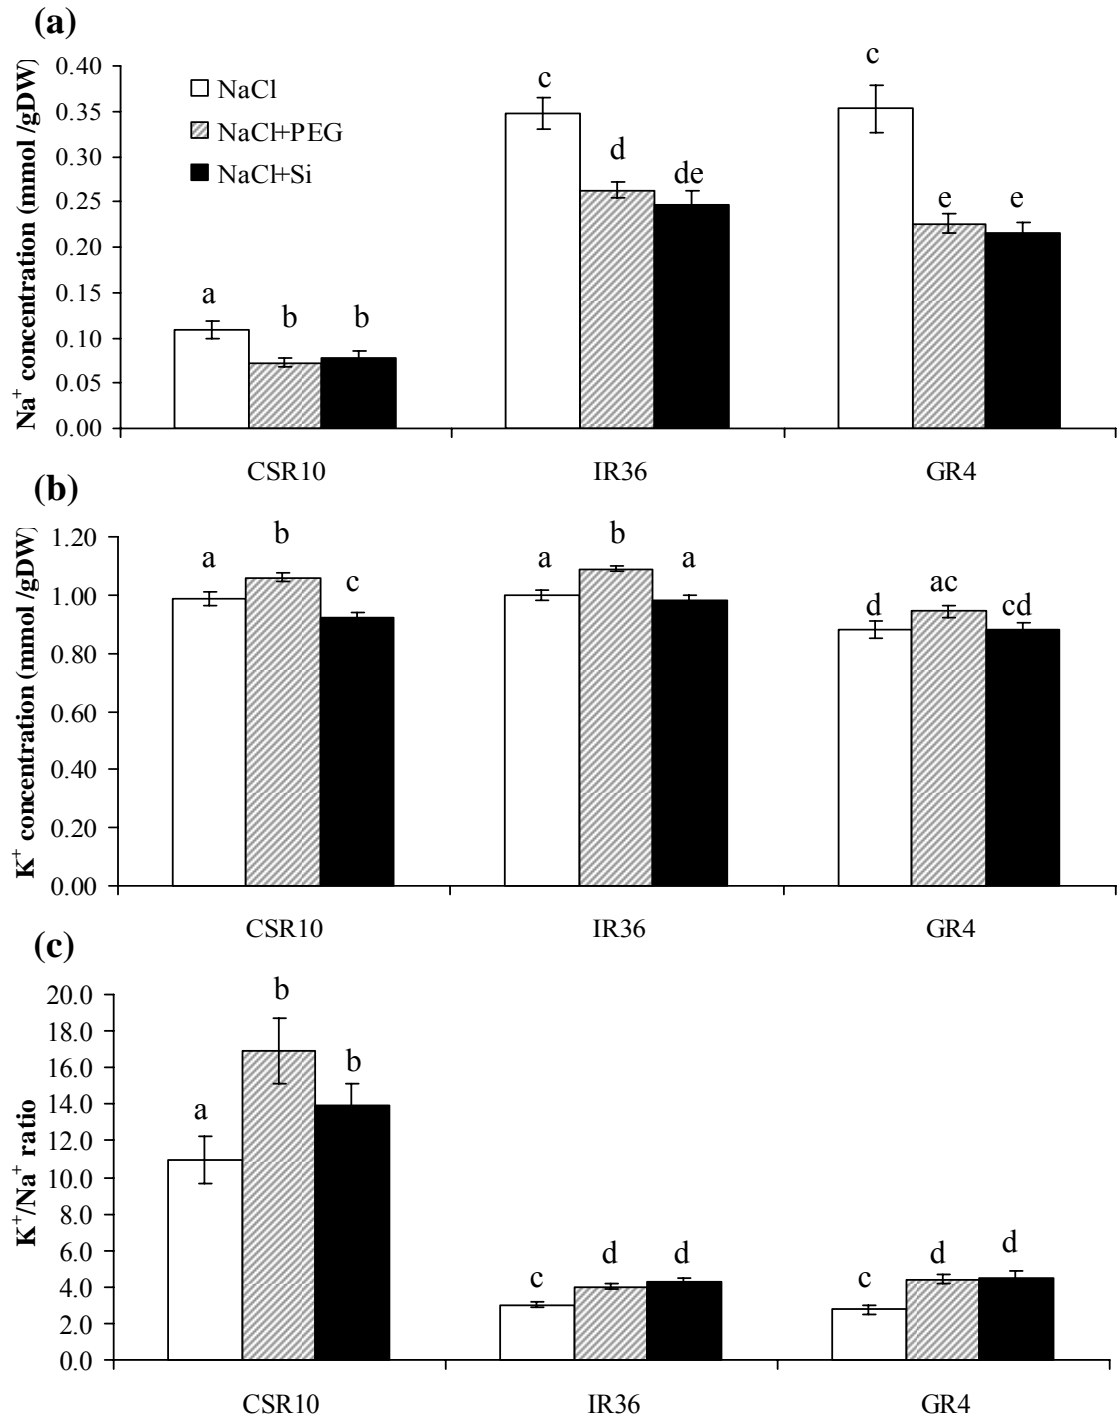 (a)
Na⁺ concentration (mmol /gDW)
0.40
0.35
0.30
0.25
0.20
0.15
0.10
0.05
0.00
NaCl
NaCl+PEG
NaCl+Si
a b b
c d de
c e e
CSR10 IR36 GR4
(b)
K⁺ concentration (mmol /gDW)
1.20
1.00
0.80
0.60
0.40
0.20
0.00
a b c
a b a
d ac cd
CSR10 IR36 GR4
(c)
K⁺/Na⁺ ratio
20.0
18.0
16.0
14.0
12.0
10.0
8.0
6.0
4.0
2.0
0.0
a b b
c d d
c d d
CSR10 IR36 GR4